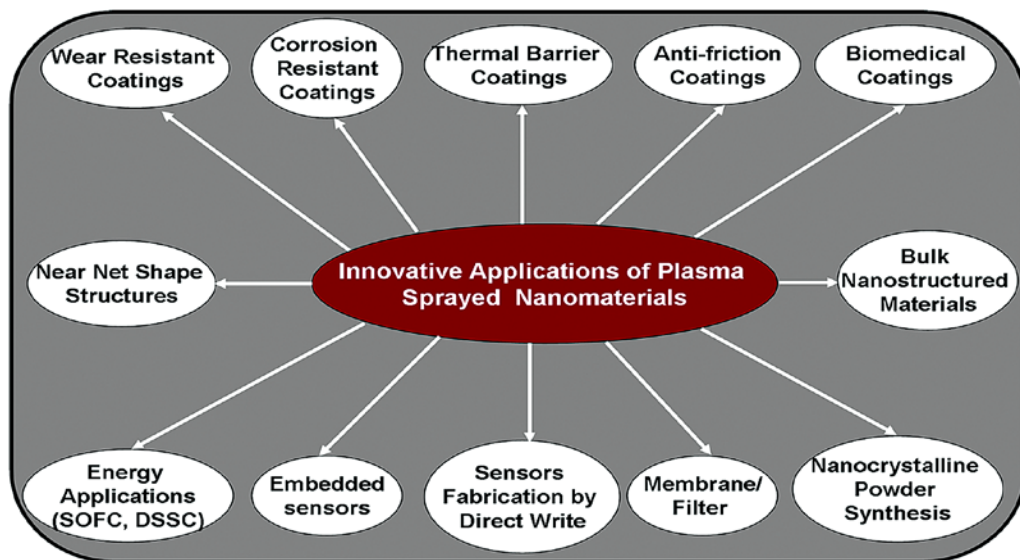 Wear Resistant
Coatings
Corrosion
Resistant
Coatings
Thermal Barrier
Coatings
Anti-friction
Coatings
Biomedical
Coatings
Near Net Shape
Structures
Innovative Applications of Plasma
Sprayed Nanomaterials
Bulk
Nanostructured
Materials
Energy
Applications
(SOFC, DSSC)
Embedded
sensors
Sensors
Fabrication by
Direct Write
Membrane/
Filter
Nanocrystalline
Powder
Synthesis